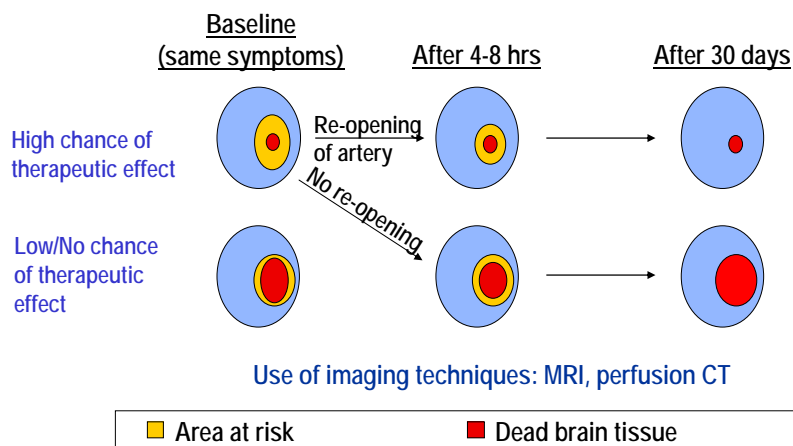 Baseline
(same symptoms)
After 4-8 hrs
After 30 days
High chance of
therapeutic effect
Re-opening
of artery
No re-opening
Low/No chance
of therapeutic
effect
Use of imaging techniques: MRI, perfusion CT
Area at risk
Dead brain tissue